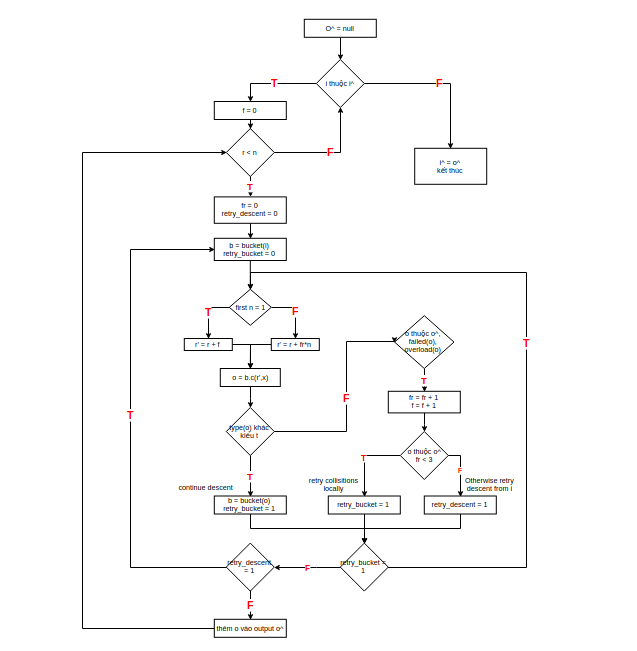 O^ = null
i thuộc i^
T
F
f = 0
r < n
F
i^ = o^
kết thúc
T
fr = 0
retry_descent = 0
b = bucket(i)
retry_bucket = 0
first n = 1
T
F
r' = r + f
r' = r + fr*n
o thuộc o^,
failed(o),
overload(o)
T
o = b.c(r',x)
T
fr = fr + 1
f = f + 1
F
type(o) khác
kiểu t
T
o thuộc o^
fr < 3
T
F
T
continue descent
retry collisitions
locally
Otherwise retry
descent from i
b = bucket(o)
retry_bucket = 1
retry_bucket = 1
retry_descent = 1
retry_descent
= 1
F
retry_bucket =
1
F
thêm o vào output o^